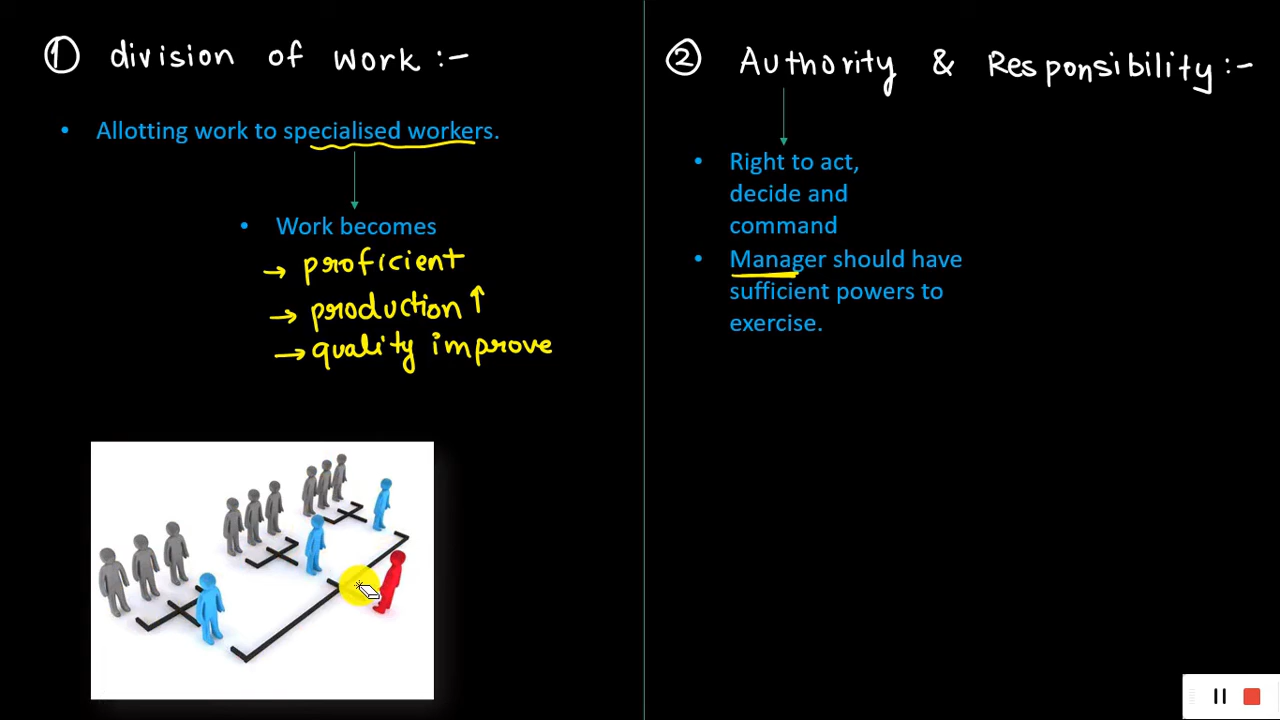 ① division of work :-
• Allotting work to specialised workers.
• Work becomes
→ proficient
→ production ↑
→ quality improve
② Authority & Responsibility :-
• Right to act,
decide and
command
• Manager should have
sufficient powers to
exercise.